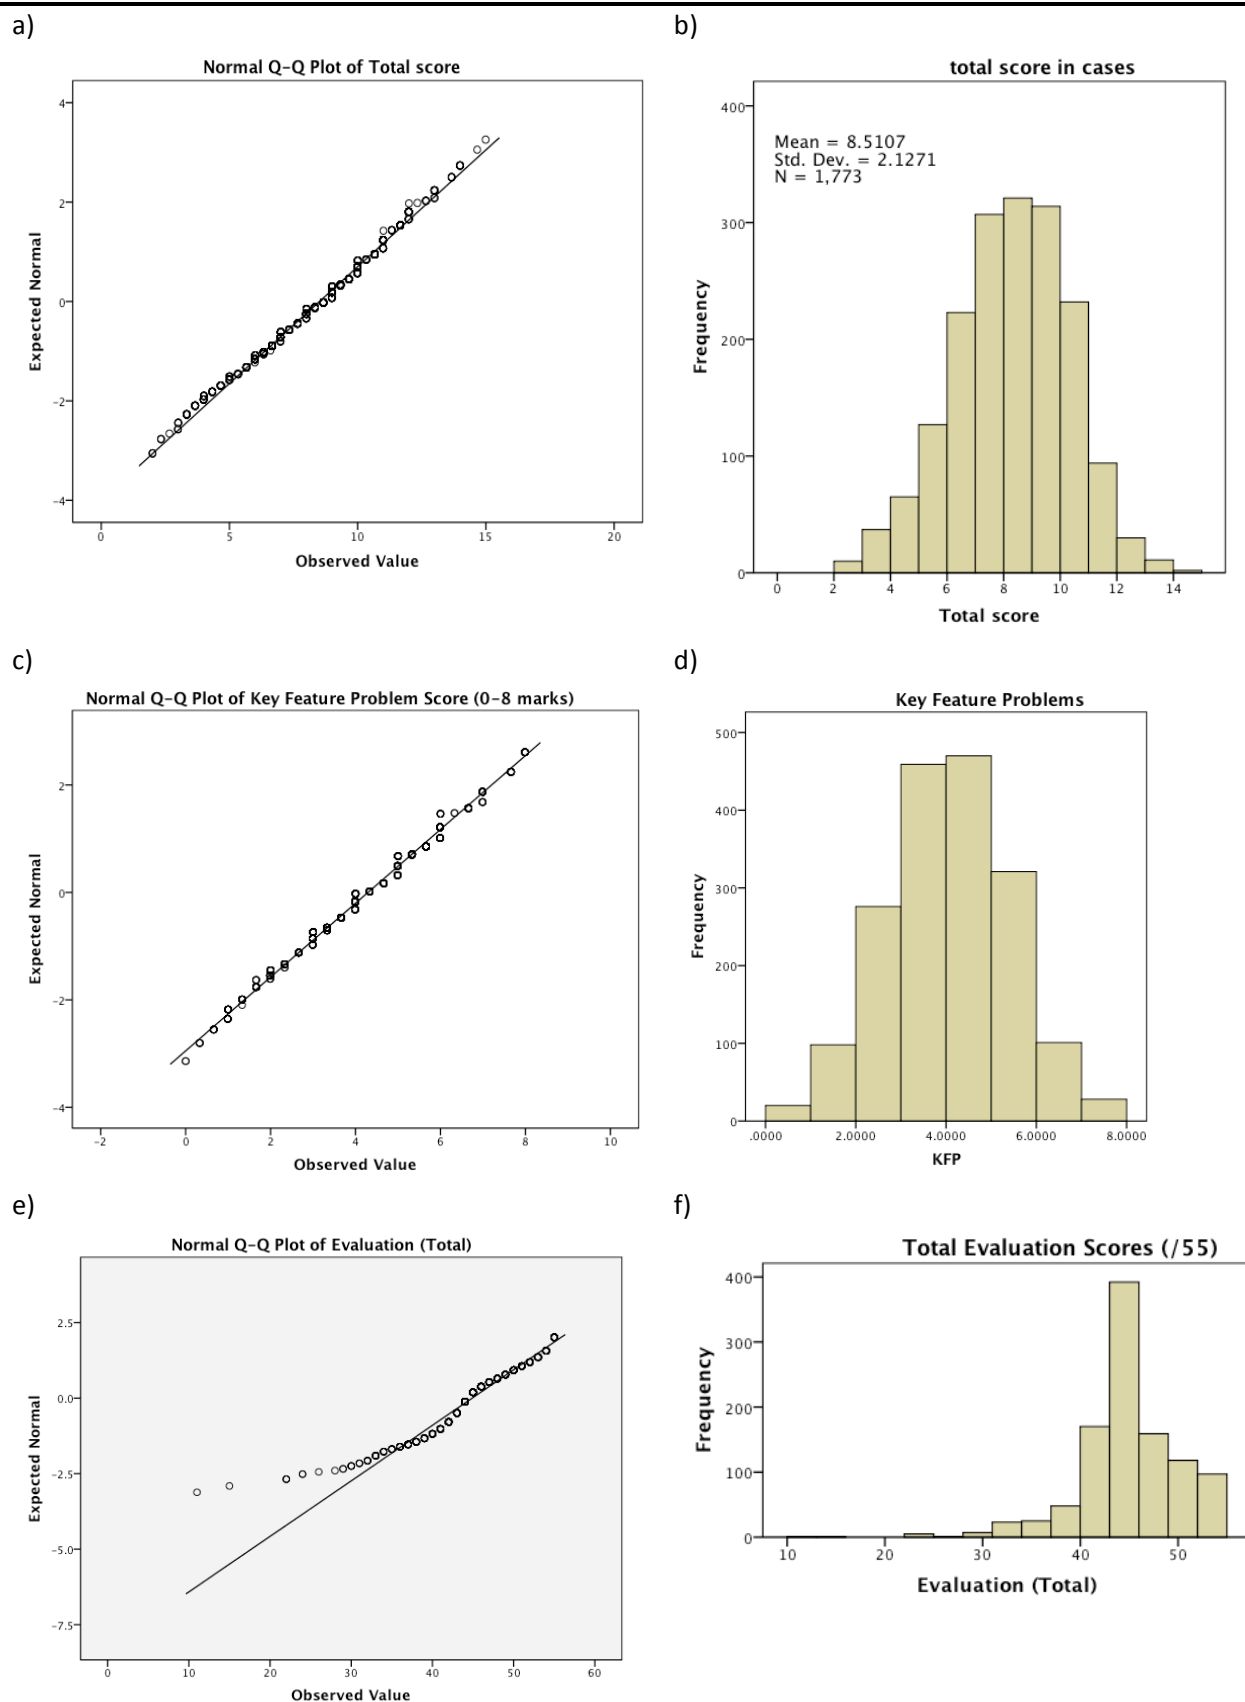 a)
Normal Q-Q Plot of Total score
4
2
0
-2
-4
Expected Normal
0 5 10 15 20
Observed Value
b)
total score in cases
Mean = 8.5107
Std. Dev. = 2.1271
N = 1,773
400
300
200
100
0
Frequency
0 2 4 6 8 10 12 14
Total score
c)
Normal Q-Q Plot of Key Feature Problem Score (0-8 marks)
2
0
-2
-4
Expected Normal
-2 0 2 4 6 8 10
Observed Value
d)
Key Feature Problems
500
400
300
200
100
0
Frequency
.0000 2.0000 4.0000 6.0000 8.0000
KFP
e)
Normal Q-Q Plot of Evaluation (Total)
2.5
0.0
-2.5
-5.0
-7.5
Expected Normal
0 10 20 30 40 50 60
Observed Value
f)
Total Evaluation Scores (/55)
400
300
200
100
0
Frequency
10 20 30 40 50
Evaluation (Total)